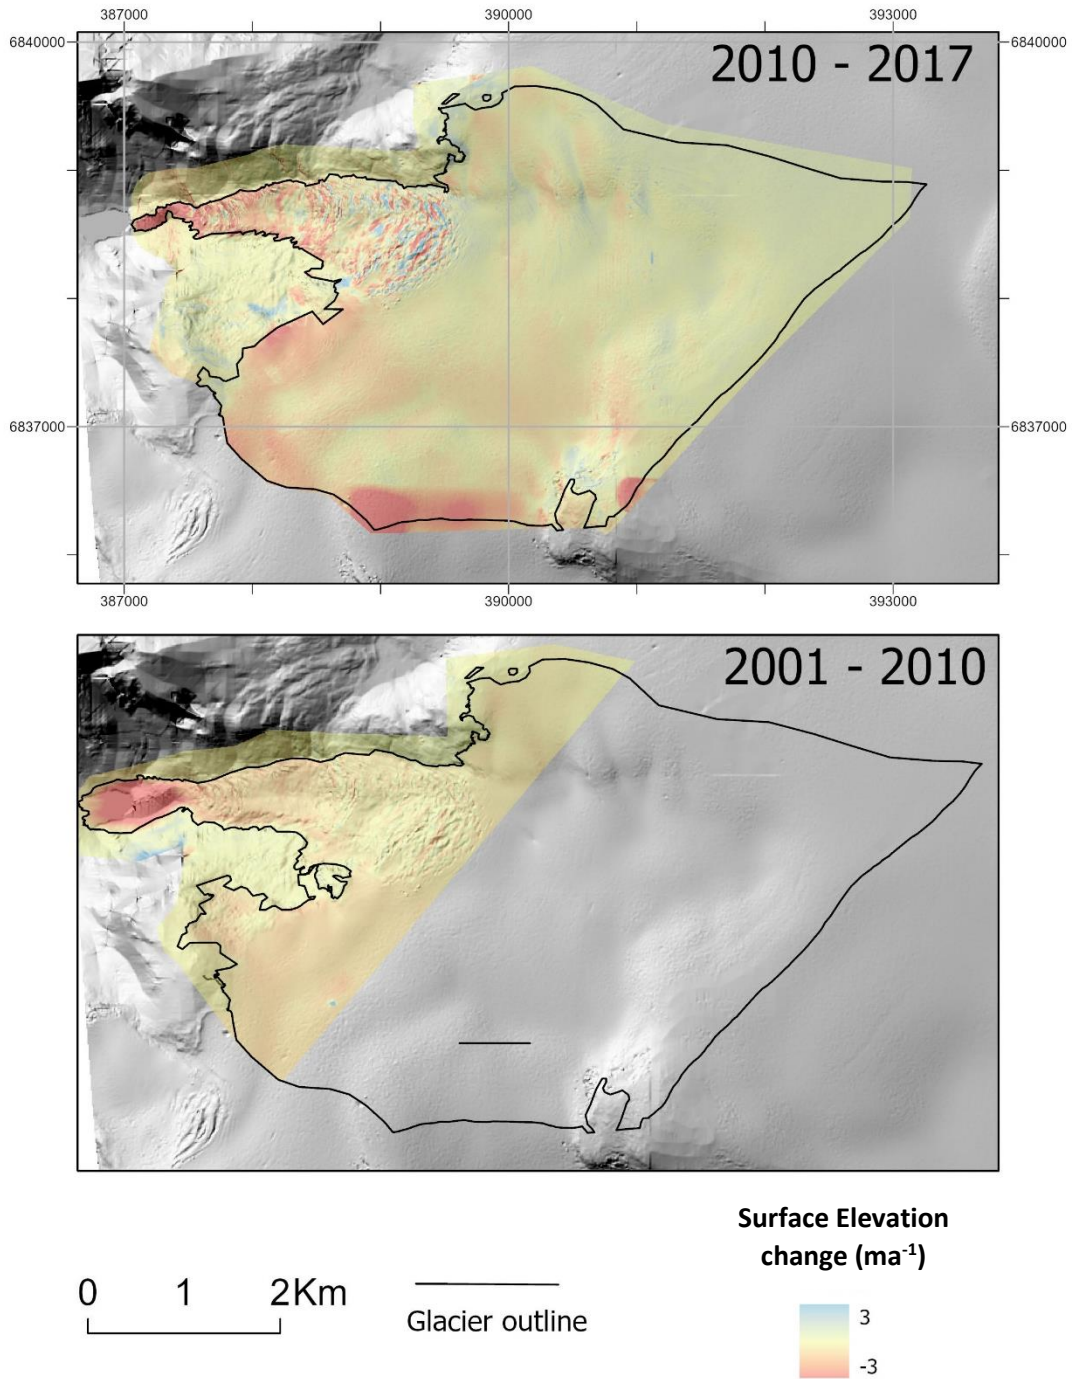 387000 390000 393000
6840000 6840000
2010 - 2017
6837000 6837000
387000 390000 393000
2001 - 2010
Surface Elevation
change (ma⁻¹)
0 1 2Km
Glacier outline
3
-3